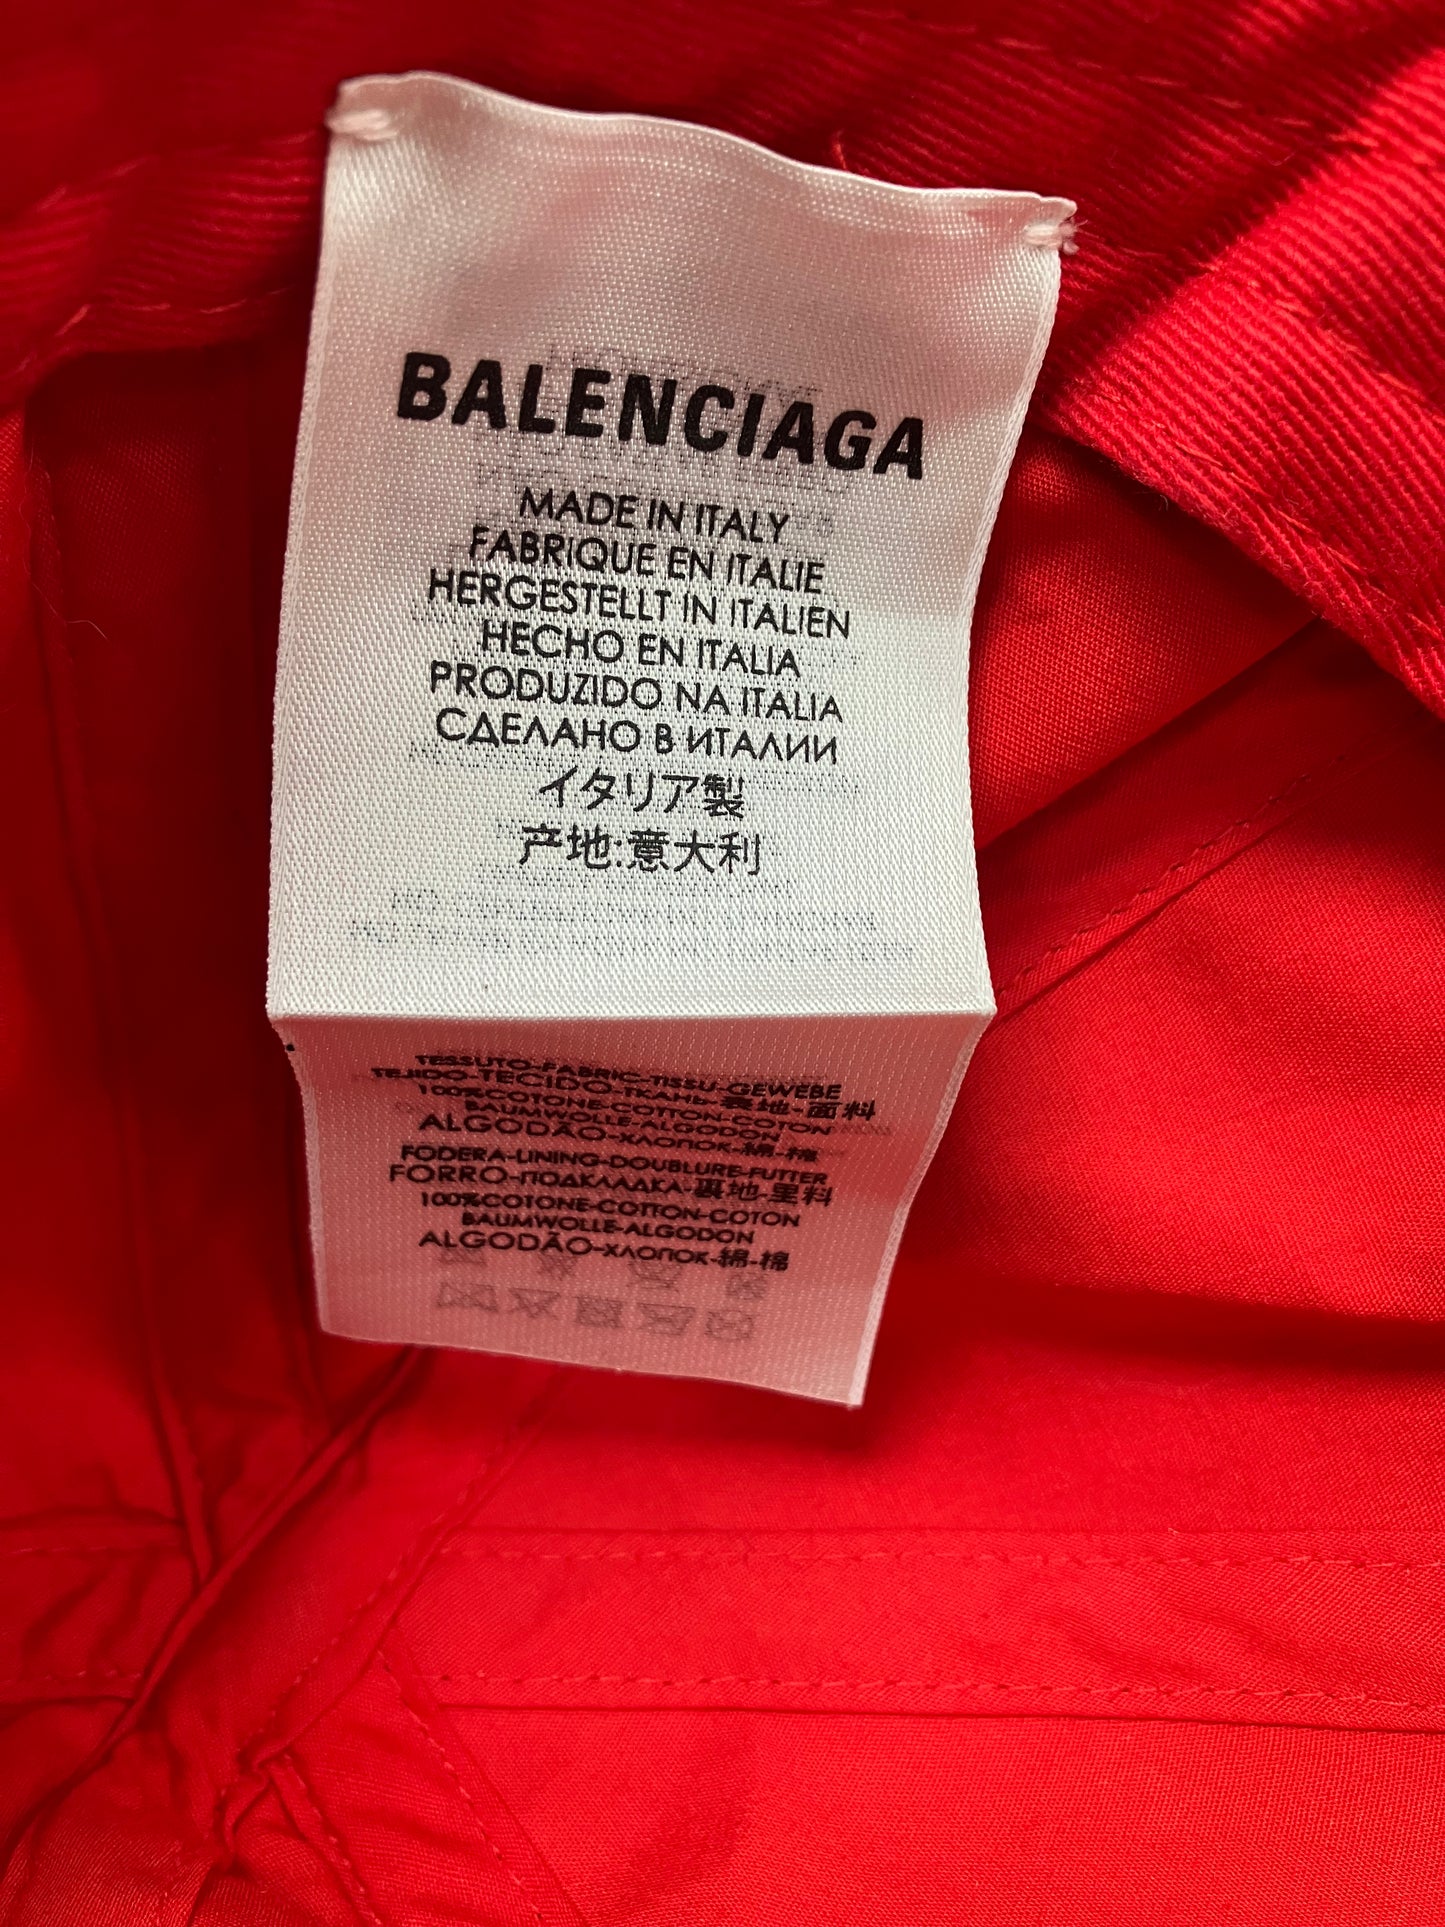 BALENCIAGA
MADE IN ITALY
FABRIQUE EN ITALIE
HERGESTELLT IN ITALIEN
HECHO EN ITALIA
PRODUZIDO NA ITALIA
СДЕЛАНО В ИТАЛИИ
イタリア製
产地:意大利
TESSUTO-FABRIC-TISSU-GEWEBE
TEJIDO-TECIDO-ТКАНЬ-表地-面料
100%COTONE-COTTON-COTON
BAUMWOLLE-ALGODON
ALGODÃO-ХЛОПОК-綿-棉
FODERA-LINING-DOUBLURE-FUTTER
FORRO-ПОДКЛАДКА-裏地-里料
100%COTONE-COTTON-COTON
BAUMWOLLE-ALGODON
ALGODÃO-ХЛОПОК-綿-棉